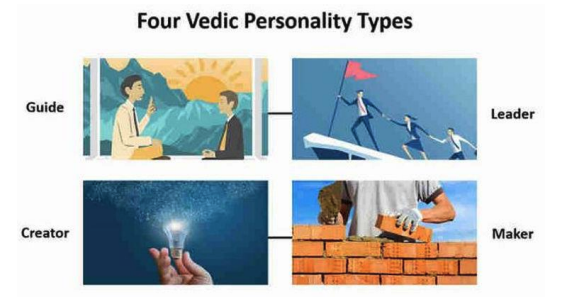 Four Vedic Personality Types
Guide
Leader
Creator
Maker